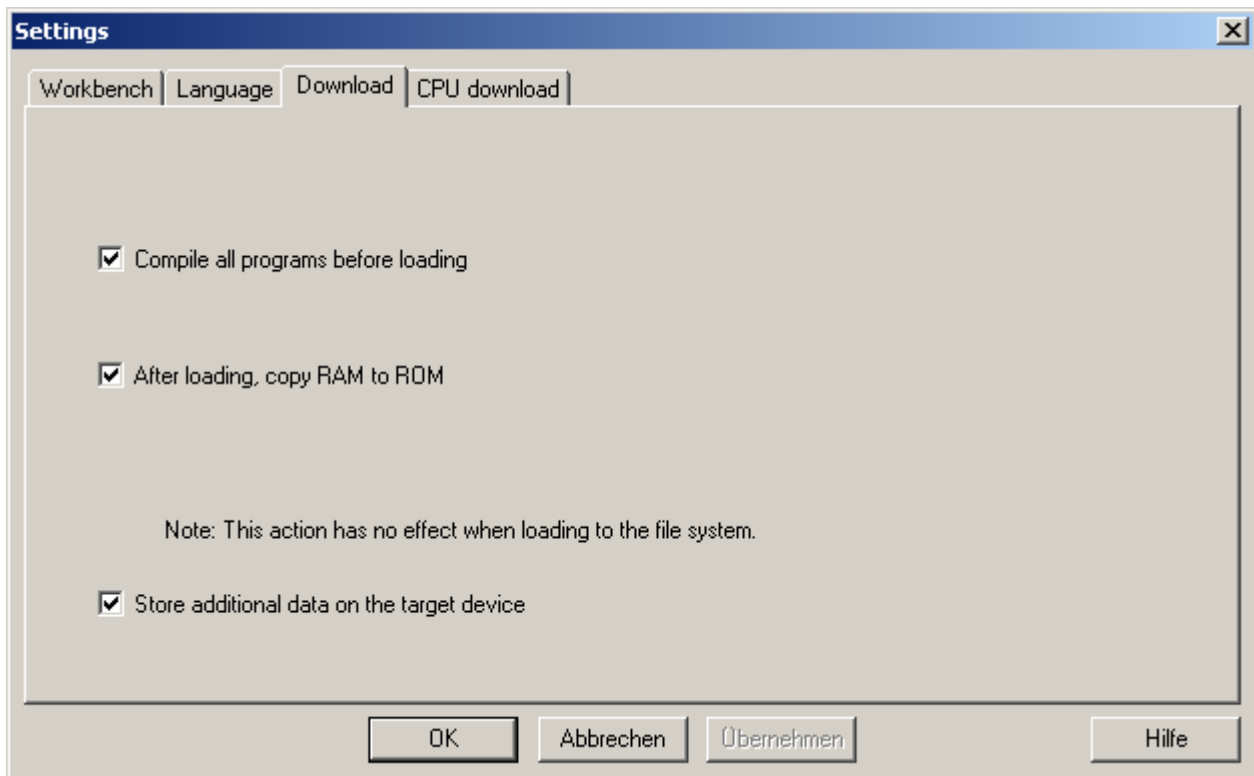 Settings
Workbench Language Download CPU download
Compile all programs before loading
After loading, copy RAM to ROM
Note: This action has no effect when loading to the file system.
Store additional data on the target device
OK Abbrechen Übernehmen Hilfe